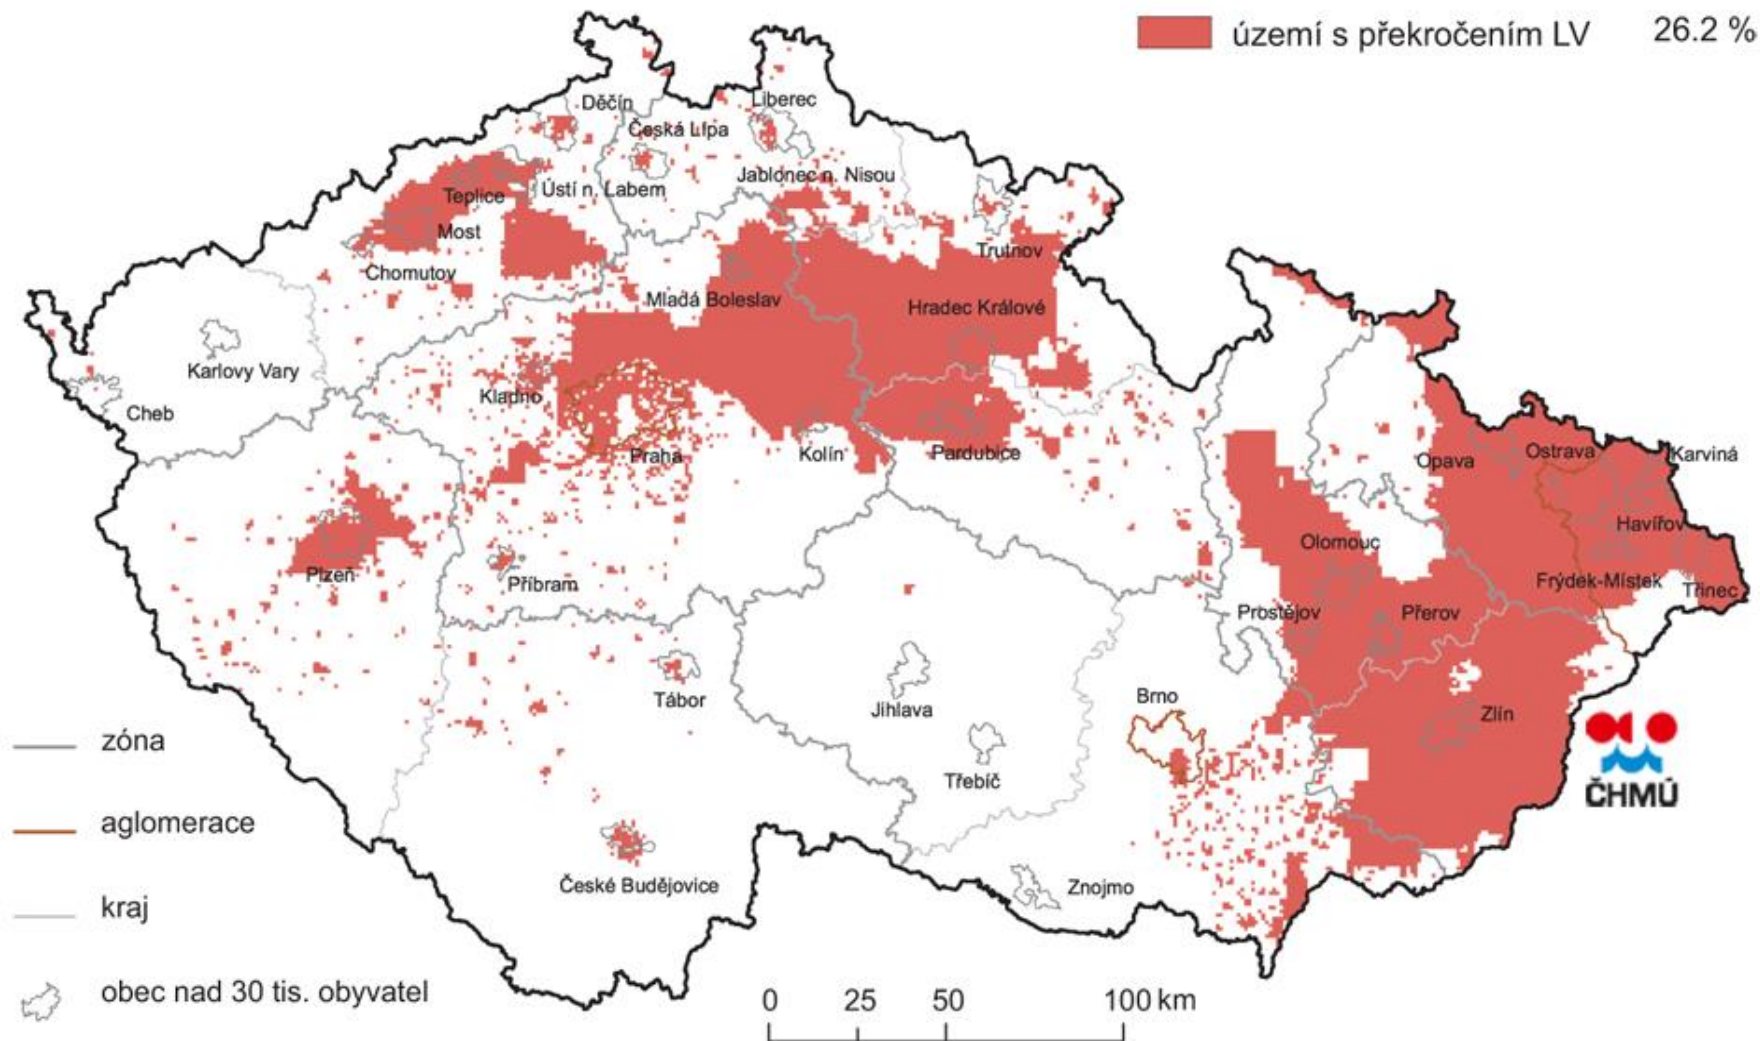 území s překročením LV 26.2 %
Děčín
Liberec
Česká Lípa
Jablonec n. Nisou
Teplice
Ústí n. Labem
Most
Trutnov
Chomutov
Mladá Boleslav
Hradec Králové
Karlovy Vary
Kladno
Cheb
Praha
Kolín
Pardubice
Opava
Ostrava
Karviná
Havířov
Olomouc
Plzeň
Příbram
Frýdek-Místek
Třinec
Prostějov
Přerov
Tábor
Jihlava
Brno
Zlín
Třebíč
České Budějovice
Znojmo
ČHMÚ
zóna
aglomerace
kraj
obec nad 30 tis. obyvatel
0 25 50 100 km